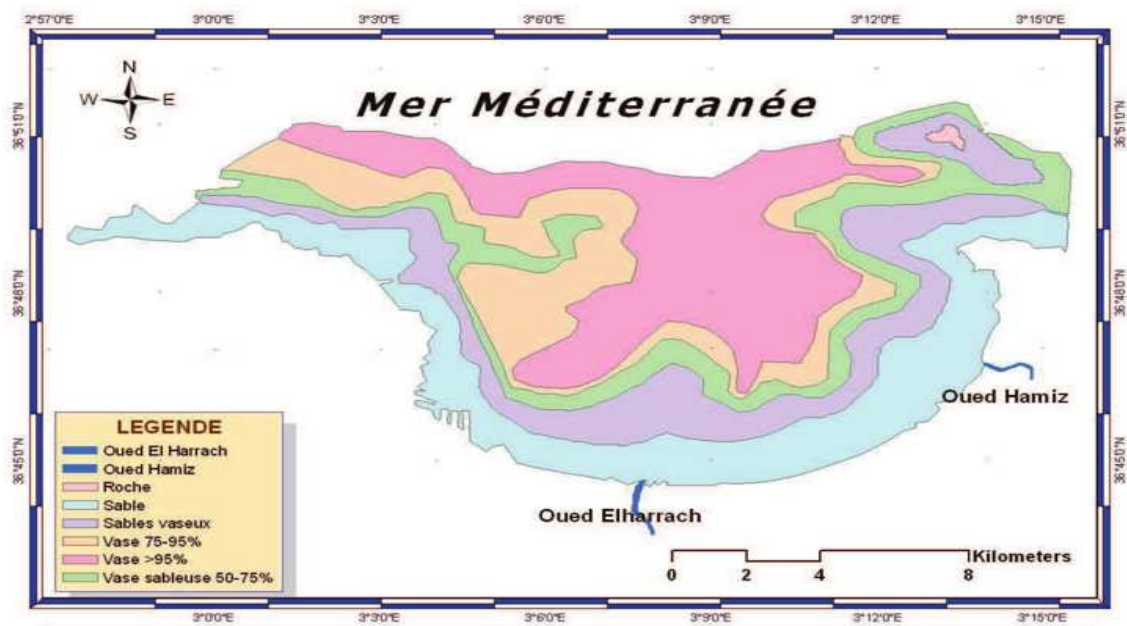 2°57'0"E 3°0'0"E 3°3'0"E 3°6'0"E 3°9'0"E 3°12'0"E 3°15'0"E
N
W E
S
Mer Méditerranée
36°51'0"N
36°51'0"N
36°48'0"N
36°48'0"N
36°45'0"N
36°45'0"N
Oued Hamiz
Oued Elharrach
LEGENDE
Oued El Harrach
Oued Hamiz
Roche
Sable
Sables vaseux
Vase 75-95%
Vase >95%
Vase sableuse 50-75%
Kilometers
0 2 4 8
3°0'0"E 3°3'0"E 3°6'0"E 3°9'0"E 3°12'0"E 3°15'0"E